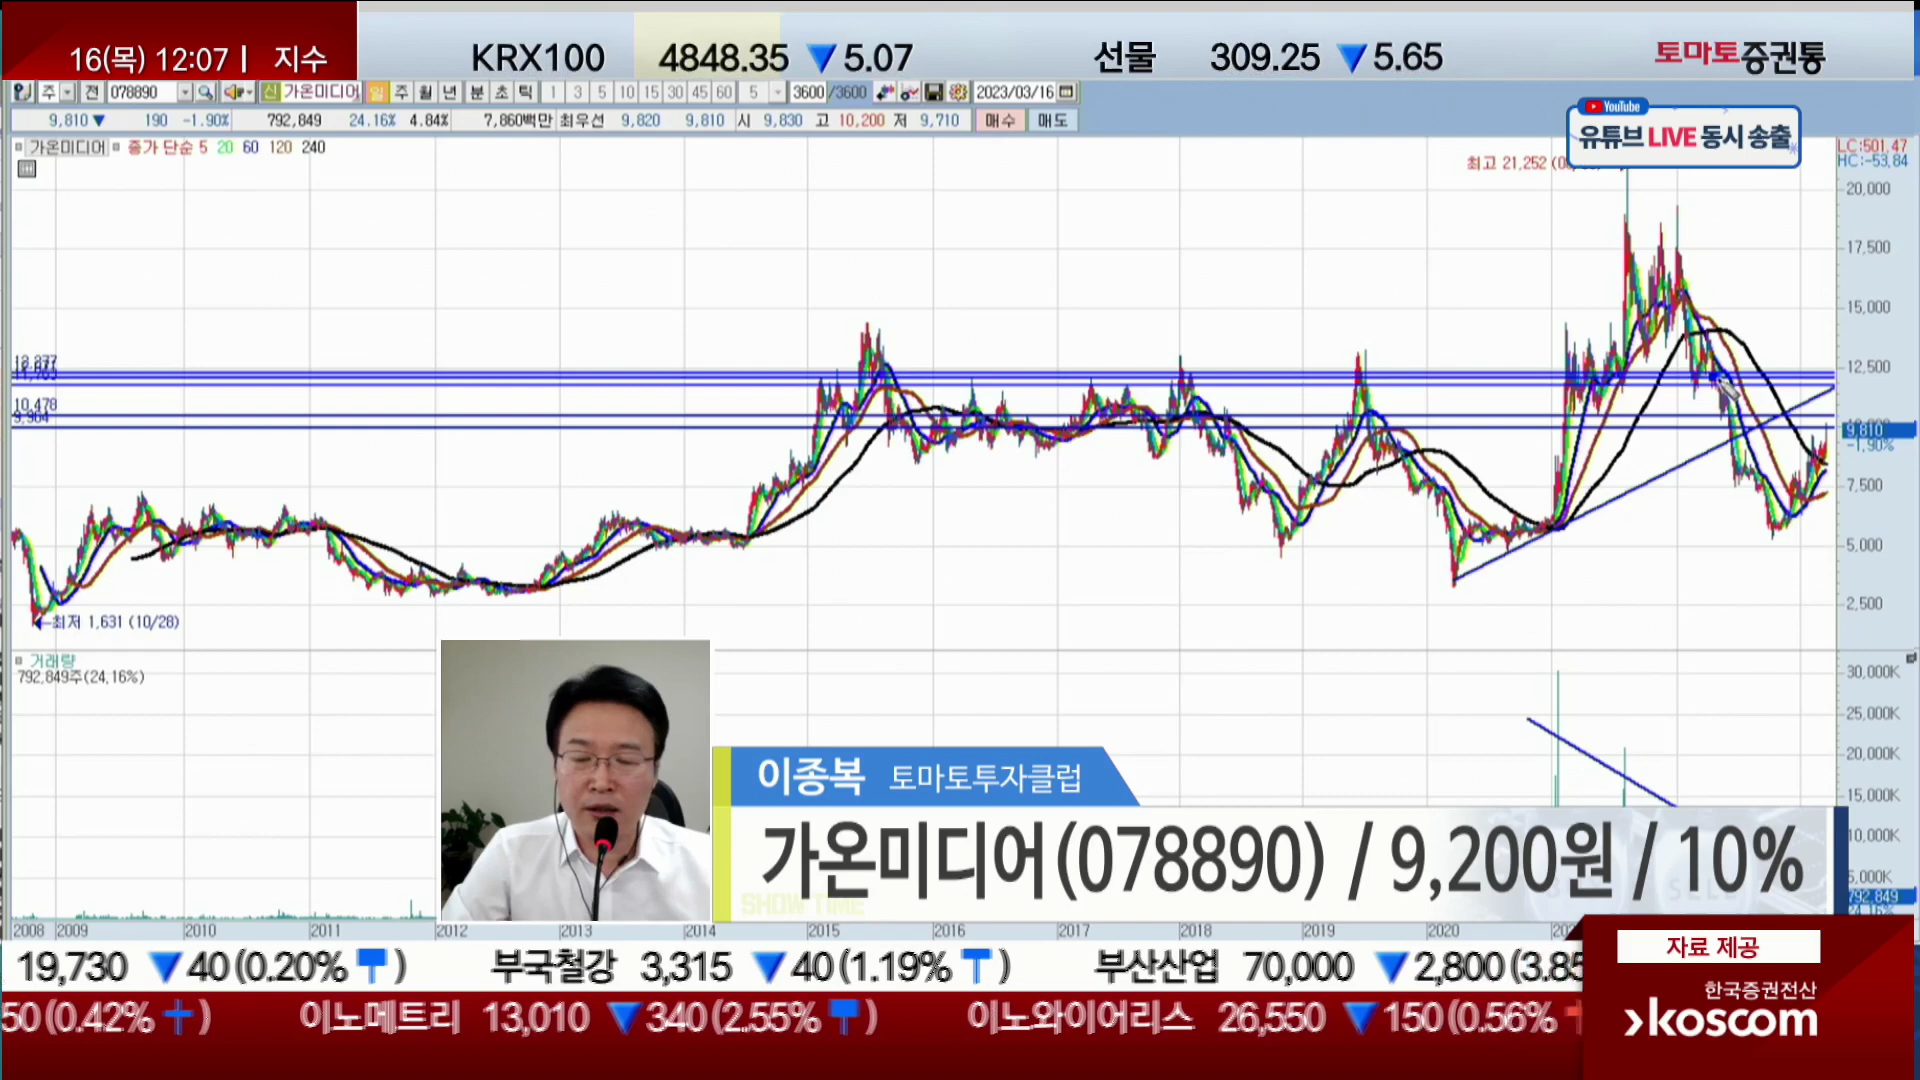 16(목) 12:07 | 지수 KRX100 4848.35 ▼5.07 선물 309.25 ▼5.65 토마토증권통
주 전 078890 신 가온미디어 일 주 월 년 분 초 틱 1 3 5 10 15 30 45 60 5 3600 /3600 2023/03/16
9,810▼ 190 -1.90% 792,849 24.16% 4.84% 7,860백만 최우선 9,820 9,810 시 9,830 고 10,200 저 9,710 매수 매도
YouTube
유튜브 LIVE 동시 송출
가온미디어 종가 단순 5 20 60 120 240
LC:501.47
HC:-53.84
최고 21,252
20,000
17,500
15,000
12,500
10,478
9,964
9,810
-1.90%
7,500
5,000
2,500
최저 1,631 (10/28)
거래량
792,849주(24,16%)
30,000K
25,000K
20,000K
15,000K
10,000K
5,000K
792,849
이종복 토마토투자클럽
가온미디어(078890) / 9,200원 / 10%
SHOW TIME
2008 2009 2010 2011 2012 2013 2014 2015 2016 2017 2018 2019 2020
19,730 ▼40(0.20% ) 부국철강 3,315 ▼40(1.19% ) 부산산업 70,000 ▼2,800(3.85
50(0.42% ) 이노메트리 13,010 ▼340(2.55% ) 이노와이어리스 26,550 ▼150(0.56%
자료 제공
한국증권전산
koscom